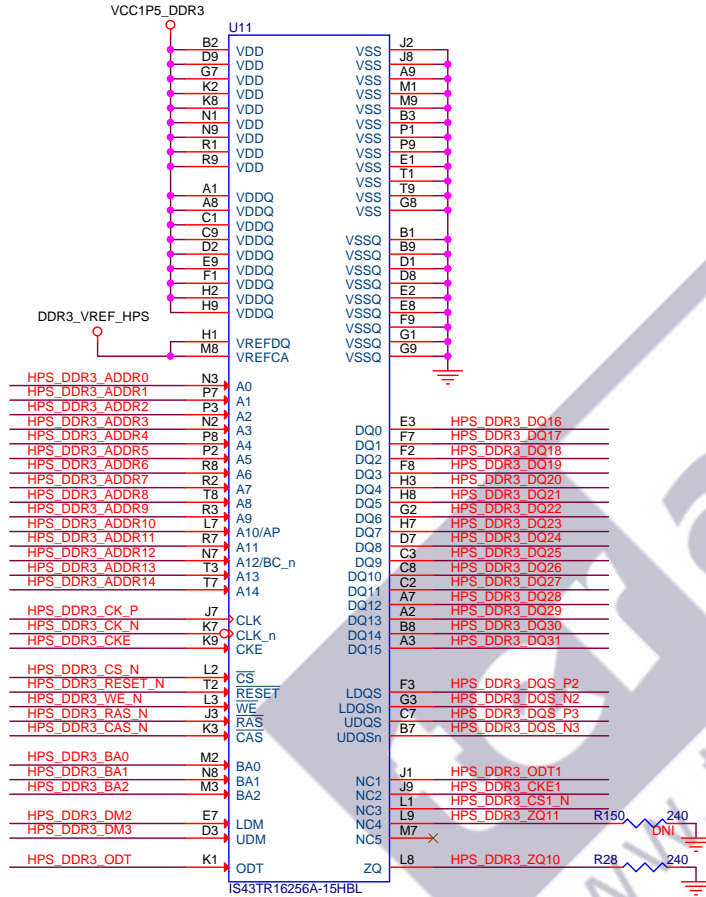 VCC1P5_DDR3
U11
B2 VDD VSS J2
D9 VDD VSS J8
G7 VDD VSS A9
K2 VDD VSS M1
K8 VDD VSS M9
N1 VDD VSS B3
N9 VDD VSS P1
R1 VDD VSS P9
R9 VDD VSS E1
VSS T1
A1 VDDQ VSS T9
A8 VDDQ VSS G8
C1 VDDQ
C9 VDDQ VSSQ B1
D2 VDDQ VSSQ B9
E9 VDDQ VSSQ D1
F1 VDDQ VSSQ D8
H2 VDDQ VSSQ E2
H9 VDDQ VSSQ E8
DDR3_VREF_HPS VSSQ F9
H1 VREFDQ VSSQ G1
M8 VREFCA VSSQ G9
HPS_DDR3_ADDR0 N3 A0
HPS_DDR3_ADDR1 P7 A1
HPS_DDR3_ADDR2 P3 A2
HPS_DDR3_ADDR3 N2 A3 DQ0 E3 HPS_DDR3_DQ16
HPS_DDR3_ADDR4 P8 A4 DQ1 F7 HPS_DDR3_DQ17
HPS_DDR3_ADDR5 P2 A5 DQ2 F2 HPS_DDR3_DQ18
HPS_DDR3_ADDR6 R8 A6 DQ3 F8 HPS_DDR3_DQ19
HPS_DDR3_ADDR7 R2 A7 DQ4 H3 HPS_DDR3_DQ20
HPS_DDR3_ADDR8 T8 A8 DQ5 H8 HPS_DDR3_DQ21
HPS_DDR3_ADDR9 R3 A9 DQ6 G2 HPS_DDR3_DQ22
HPS_DDR3_ADDR10 L7 A10/AP DQ7 H7 HPS_DDR3_DQ23
HPS_DDR3_ADDR11 R7 A11 DQ8 D7 HPS_DDR3_DQ24
HPS_DDR3_ADDR12 N7 A12/BC_n DQ9 C3 HPS_DDR3_DQ25
HPS_DDR3_ADDR13 T3 A13 DQ10 C8 HPS_DDR3_DQ26
HPS_DDR3_ADDR14 T7 A14 DQ11 C2 HPS_DDR3_DQ27
DQ12 A7 HPS_DDR3_DQ28
HPS_DDR3_CK_P J7 CLK DQ13 A2 HPS_DDR3_DQ29
HPS_DDR3_CK_N K7 CLK_n DQ14 B8 HPS_DDR3_DQ30
HPS_DDR3_CKE K9 CKE DQ15 A3 HPS_DDR3_DQ31
HPS_DDR3_CS_N L2 CS
HPS_DDR3_RESET_N T2 RESET LDQS F3 HPS_DDR3_DQS_P2
HPS_DDR3_WE_N L3 WE LDQSn G3 HPS_DDR3_DQS_N2
HPS_DDR3_RAS_N J3 RAS UDQS C7 HPS_DDR3_DQS_P3
HPS_DDR3_CAS_N K3 CAS UDQSn B7 HPS_DDR3_DQS_N3
HPS_DDR3_BA0 M2 BA0
HPS_DDR3_BA1 N8 BA1 NC1 J1 HPS_DDR3_ODT1
HPS_DDR3_BA2 M3 BA2 NC2 J9 HPS_DDR3_CKE1
NC3 L1 HPS_DDR3_CS1_N
HPS_DDR3_DM2 E7 LDM NC4 L9 HPS_DDR3_ZQ11 R150 240
HPS_DDR3_DM3 D3 UDM NC5 M7 DNI
HPS_DDR3_ODT K1 ODT ZQ L8 HPS_DDR3_ZQ10 R28 240
IS43TR16256A-15HBL